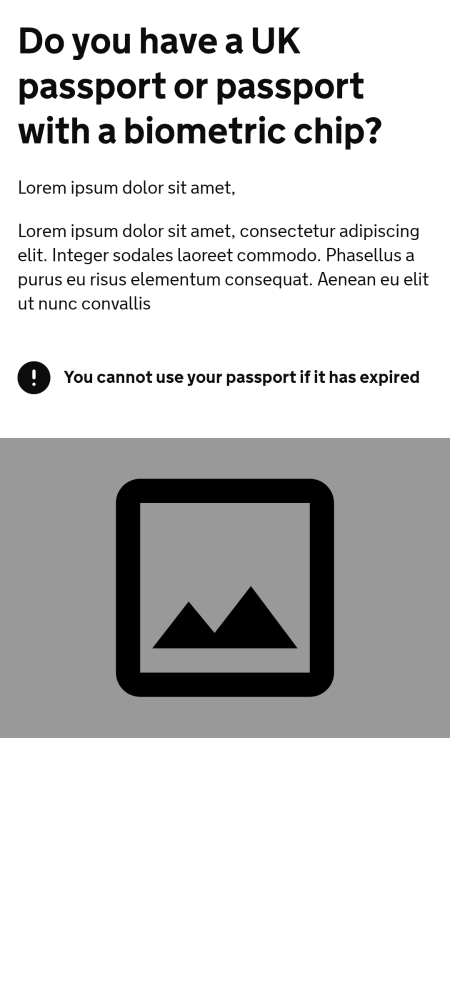 Do you have a UK
passport or passport
with a biometric chip?
Lorem ipsum dolor sit amet,
Lorem ipsum dolor sit amet, consectetur adipiscing
elit. Integer sodales laoreet commodo. Phasellus a
purus eu risus elementum consequat. Aenean eu elit
ut nunc convallis
! You cannot use your passport if it has expired